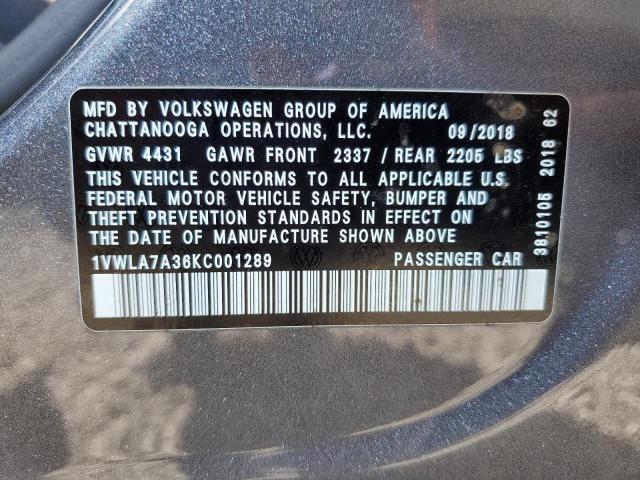 MFD BY VOLKSWAGEN GROUP OF AMERICA
CHATTANOOGA OPERATIONS, LLC. 09/2018
GVWR 4431 GAWR FRONT 2337 / REAR 2205 LBS
THIS VEHICLE CONFORMS TO ALL APPLICABLE U.S.
FEDERAL MOTOR VEHICLE SAFETY, BUMPER AND
THEFT PREVENTION STANDARDS IN EFFECT ON
THE DATE OF MANUFACTURE SHOWN ABOVE
1VWLA7A36KC001289 PASSENGER CAR
3810106 2018 62